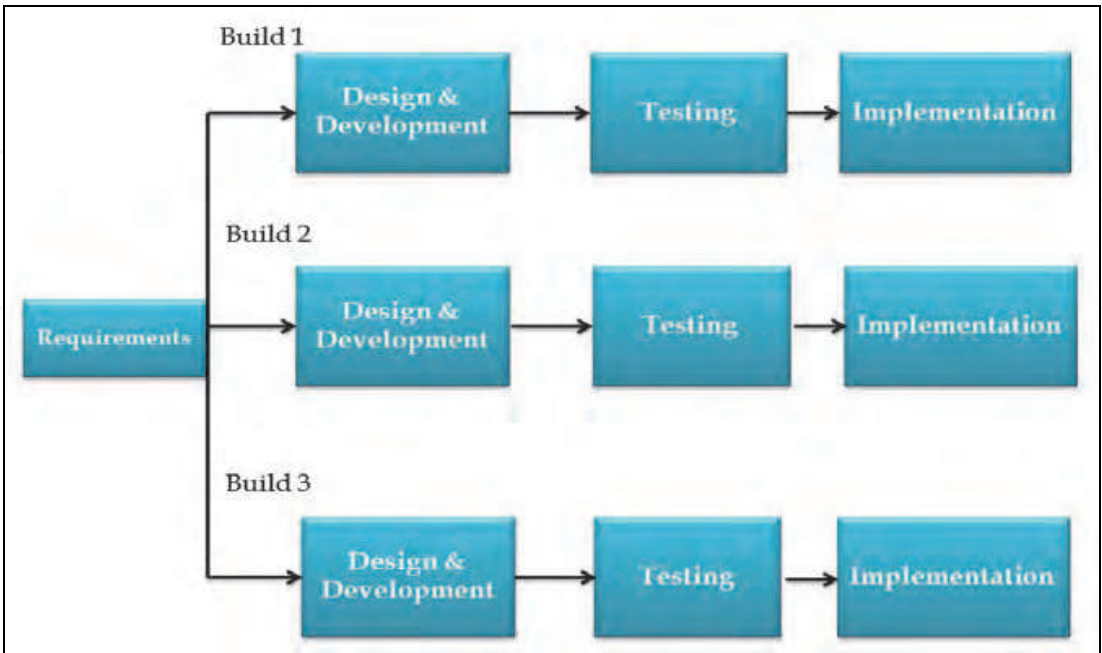 Build 1
Design &
Development
Testing
Implementation
Build 2
Requirements
Design &
Development
Testing
Implementation
Build 3
Design &
Development
Testing
Implementation